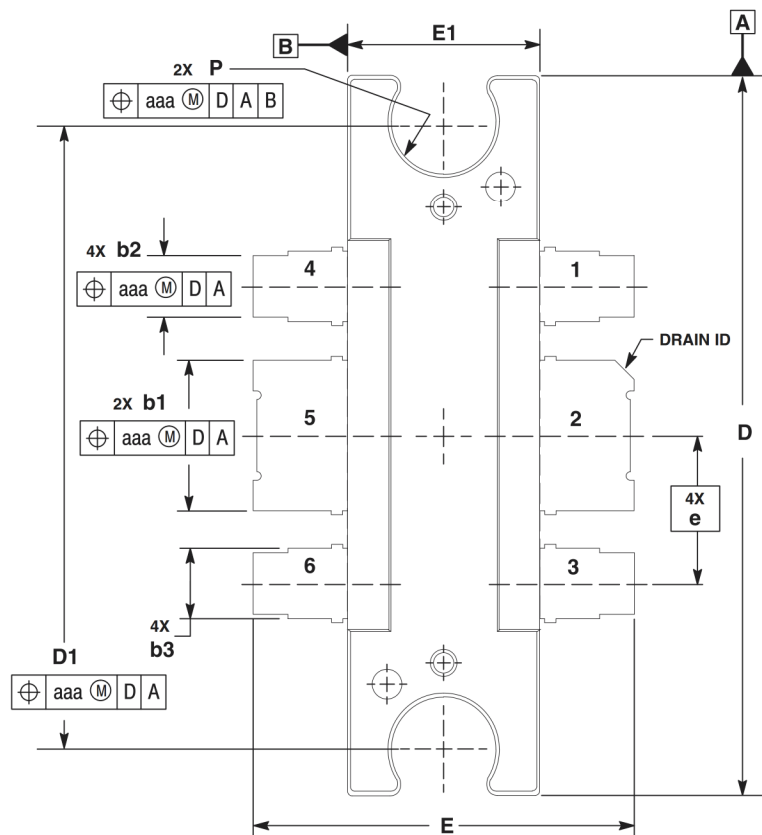 B
E1
A
2X P
⌖ aaa Ⓜ D A B
4X b2
⌖ aaa Ⓜ D A
4
1
DRAIN ID
2X b1
⌖ aaa Ⓜ D A
5
2
D
4X
e
6
3
4X
b3
D1
⌖ aaa Ⓜ D A
E